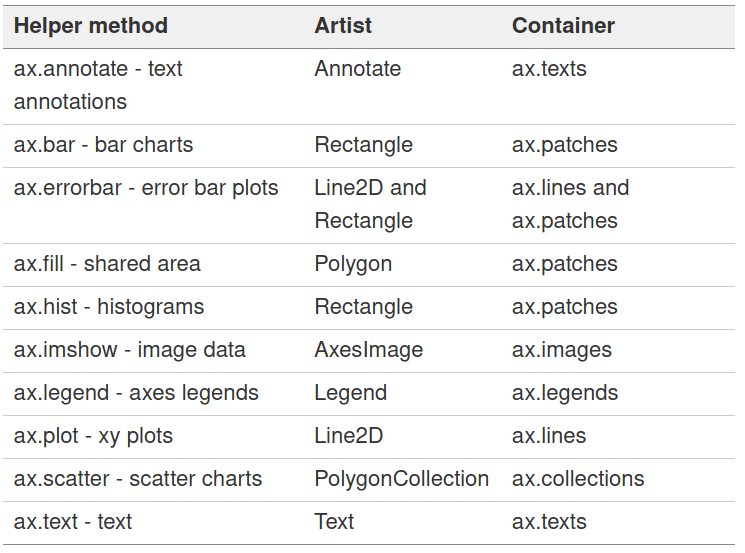 Helper method Artist Container
ax.annotate - text Annotate ax.texts
annotations
ax.bar - bar charts Rectangle ax.patches
ax.errorbar - error bar plots Line2D and ax.lines and
Rectangle ax.patches
ax.fill - shared area Polygon ax.patches
ax.hist - histograms Rectangle ax.patches
ax.imshow - image data AxesImage ax.images
ax.legend - axes legends Legend ax.legends
ax.plot - xy plots Line2D ax.lines
ax.scatter - scatter charts PolygonCollection ax.collections
ax.text - text Text ax.texts